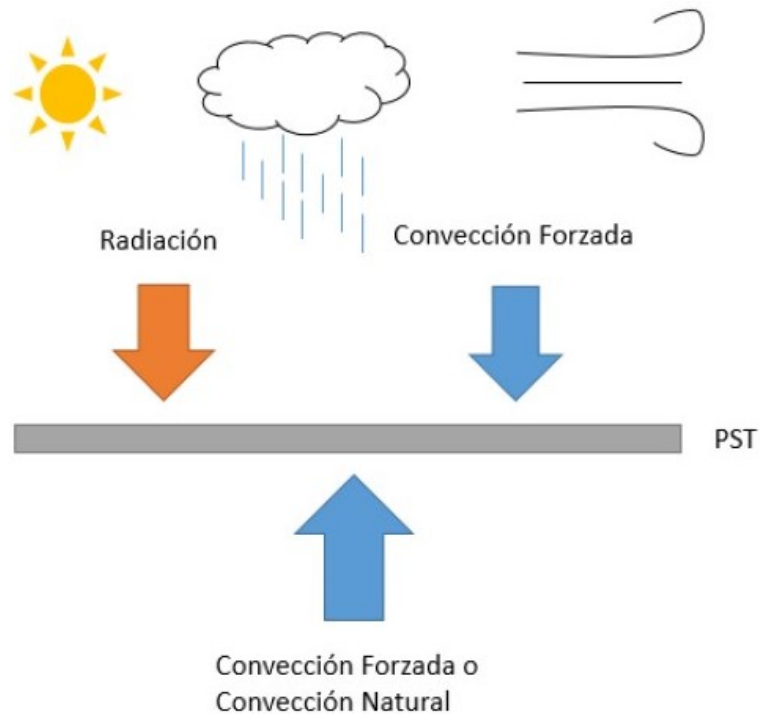 Radiación
Convección Forzada
PST
Convección Forzada o
Convección Natural